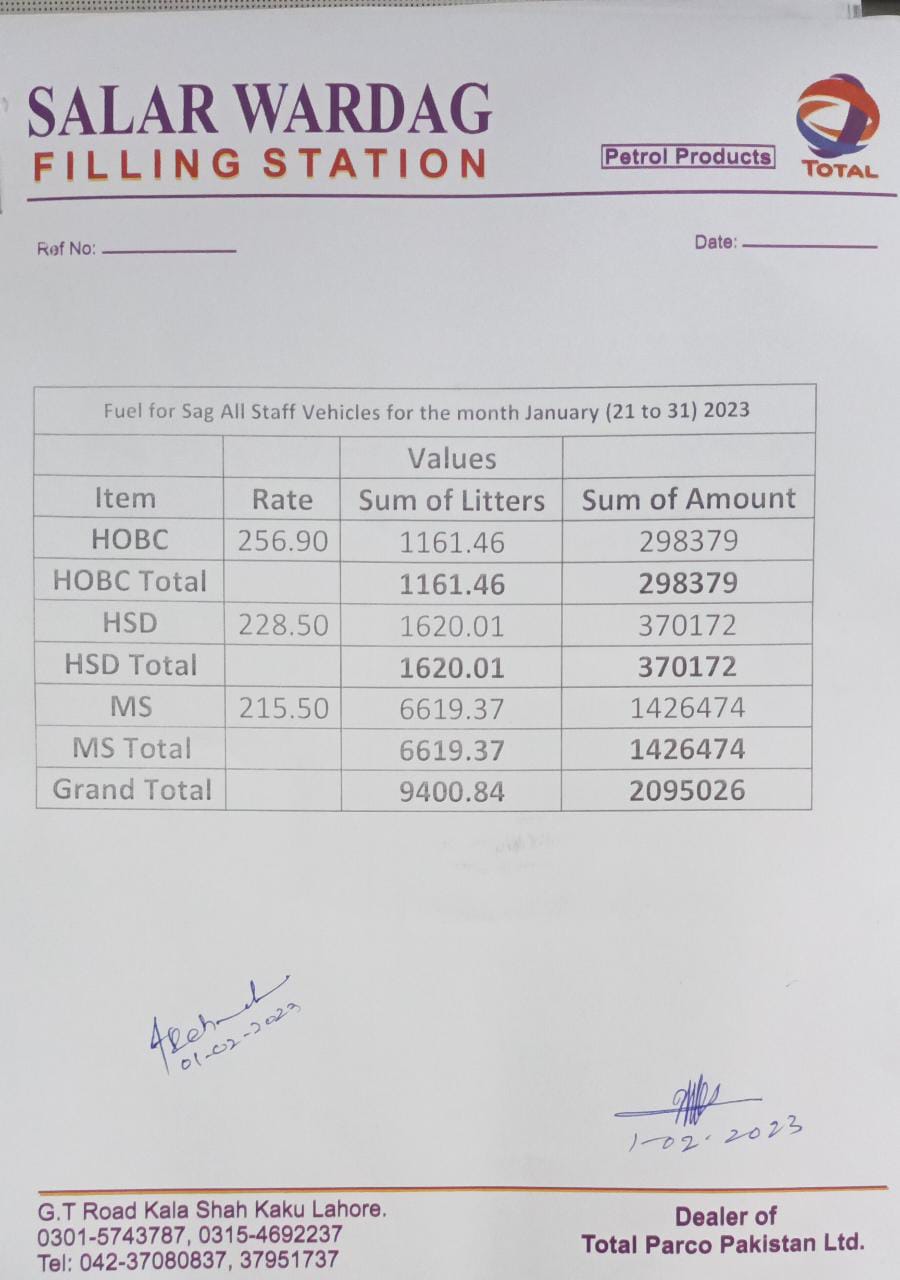 SALAR WARDAG
FILLING STATION
Petrol Products
TOTAL
Ref No:
Date:
Fuel for Sag All Staff Vehicles for the month January (21 to 31) 2023
Values
Item Rate Sum of Litters Sum of Amount
HOBC 256.90 1161.46 298379
HOBC Total 1161.46 298379
HSD 228.50 1620.01 370172
HSD Total 1620.01 370172
MS 215.50 6619.37 1426474
MS Total 6619.37 1426474
Grand Total 9400.84 2095026
01-02-2023
1-02-2023
G.T Road Kala Shah Kaku Lahore.
0301-5743787, 0315-4692237
Tel: 042-37080837, 37951737
Dealer of
Total Parco Pakistan Ltd.